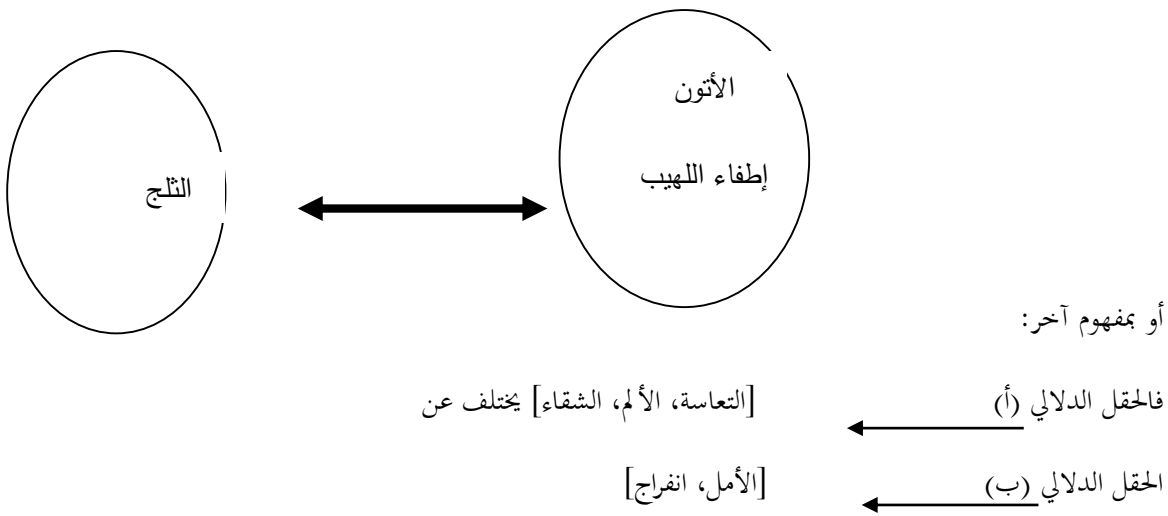 الأتون
إطفاء اللهيب
الثلج
أو بمفهوم آخر:
فالحقل الدلالي (أ) [التعاسة، الألم، الشقاء] يختلف عن
الحقل الدلالي (ب) [الأمل، انفراج]